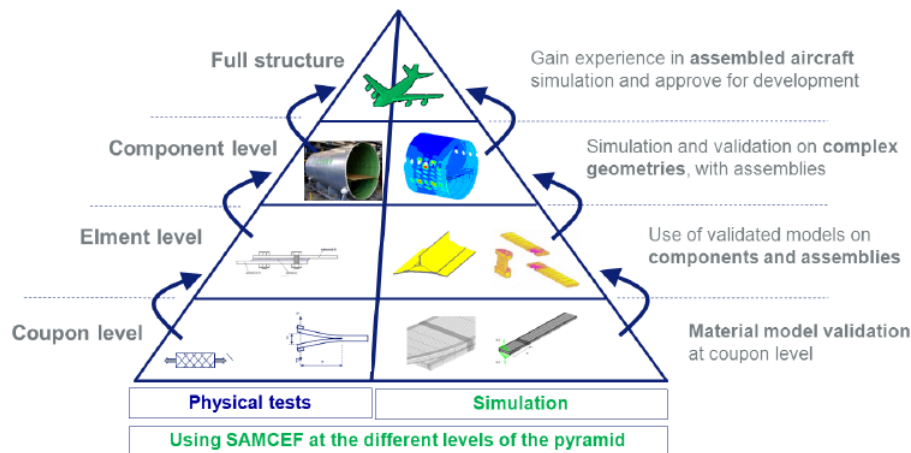 Full structure
Gain experience in assembled aircraft
simulation and approve for development
Component level
Simulation and validation on complex
geometries, with assemblies
Elment level
Use of validated models on
components and assemblies
Coupon level
Material model validation
at coupon level
Physical tests
Simulation
Using SAMCEF at the different levels of the pyramid